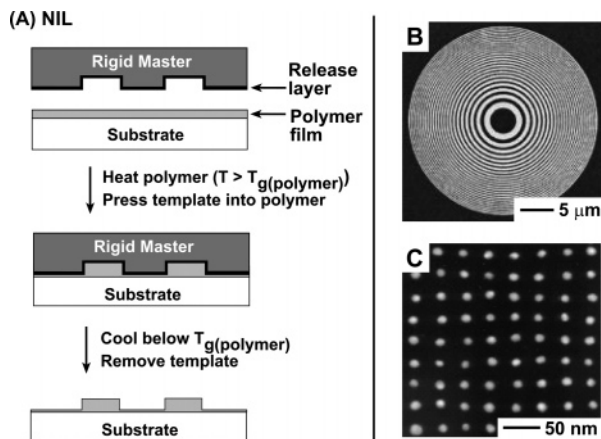 (A) NIL
Rigid Master
Release
layer
Polymer
film
Substrate
Heat polymer (T > Tg(polymer))
Press template into polymer
Rigid Master
Substrate
Cool below Tg(polymer)
Remove template
Substrate
B
5 μm
C
50 nm